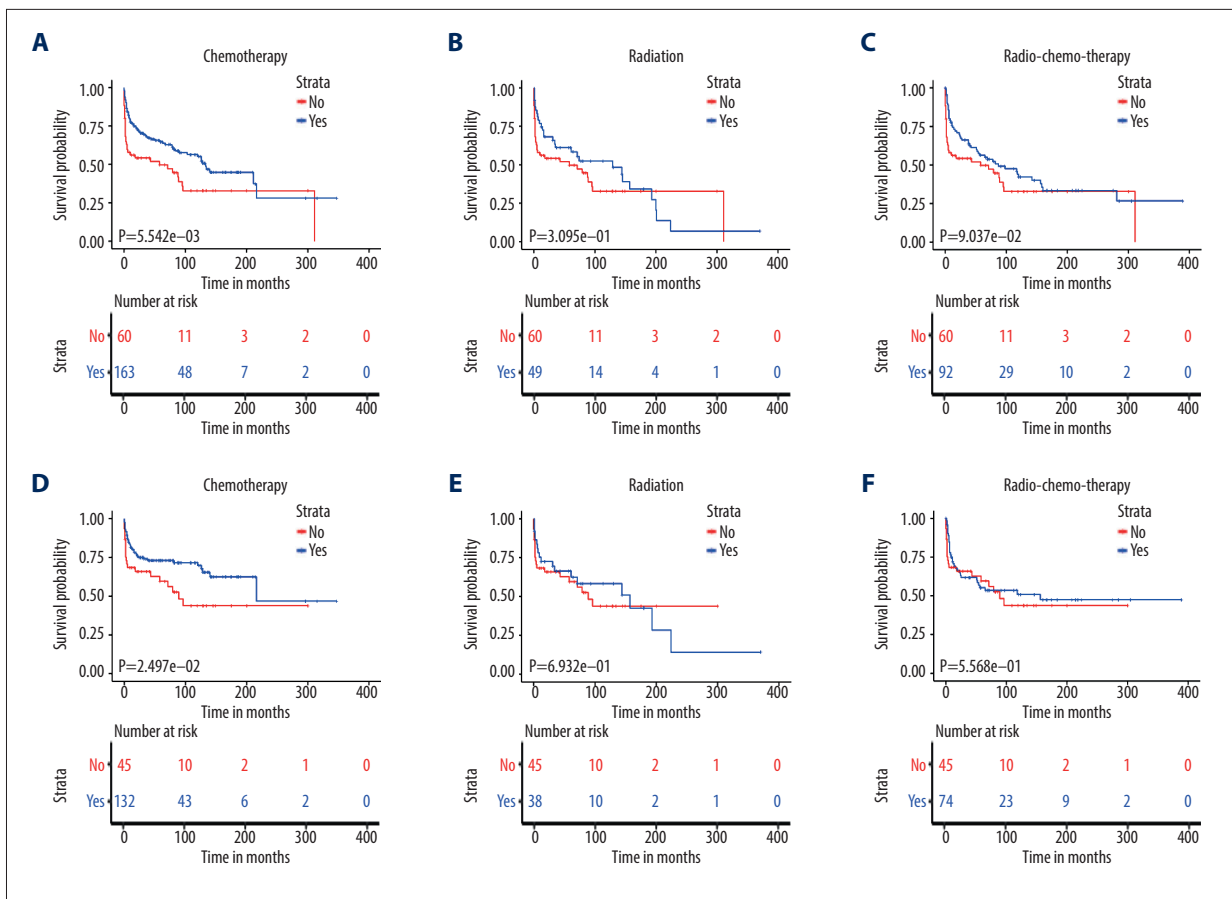 A
Chemotherapy
Strata
No
Yes
Survival probability
1.00
0.75
0.50
0.25
0.00
P=5.542e–03
0 100 200 300 400
Time in months
Number at risk
Strata
No 60 11 3 2 0
Yes 163 48 7 2 0
0 100 200 300 400
Time in months
B
Radiation
Strata
No
Yes
Survival probability
1.00
0.75
0.50
0.25
0.00
P=3.095e–01
0 100 200 300 400
Time in months
Number at risk
Strata
No 60 11 3 2 0
Yes 49 14 4 1 0
0 100 200 300 400
Time in months
C
Radio-chemo-therapy
Strata
No
Yes
Survival probability
1.00
0.75
0.50
0.25
0.00
P=9.037e–02
0 100 200 300 400
Time in months
Number at risk
Strata
No 60 11 3 2 0
Yes 92 29 10 2 0
0 100 200 300 400
Time in months
D
Chemotherapy
Strata
No
Yes
Survival probability
1.00
0.75
0.50
0.25
0.00
P=2.497e–02
0 100 200 300 400
Time in months
Number at risk
Strata
No 45 10 2 1 0
Yes 132 43 6 2 0
0 100 200 300 400
Time in months
E
Radiation
Strata
No
Yes
Survival probability
1.00
0.75
0.50
0.25
0.00
P=6.932e–01
0 100 200 300 400
Time in months
Number at risk
Strata
No 45 10 2 1 0
Yes 38 10 2 1 0
0 100 200 300 400
Time in months
F
Radio-chemo-therapy
Strata
No
Yes
Survival probability
1.00
0.75
0.50
0.25
0.00
P=5.568e–01
0 100 200 300 400
Time in months
Number at risk
Strata
No 45 10 2 1 0
Yes 74 23 9 2 0
0 100 200 300 400
Time in months